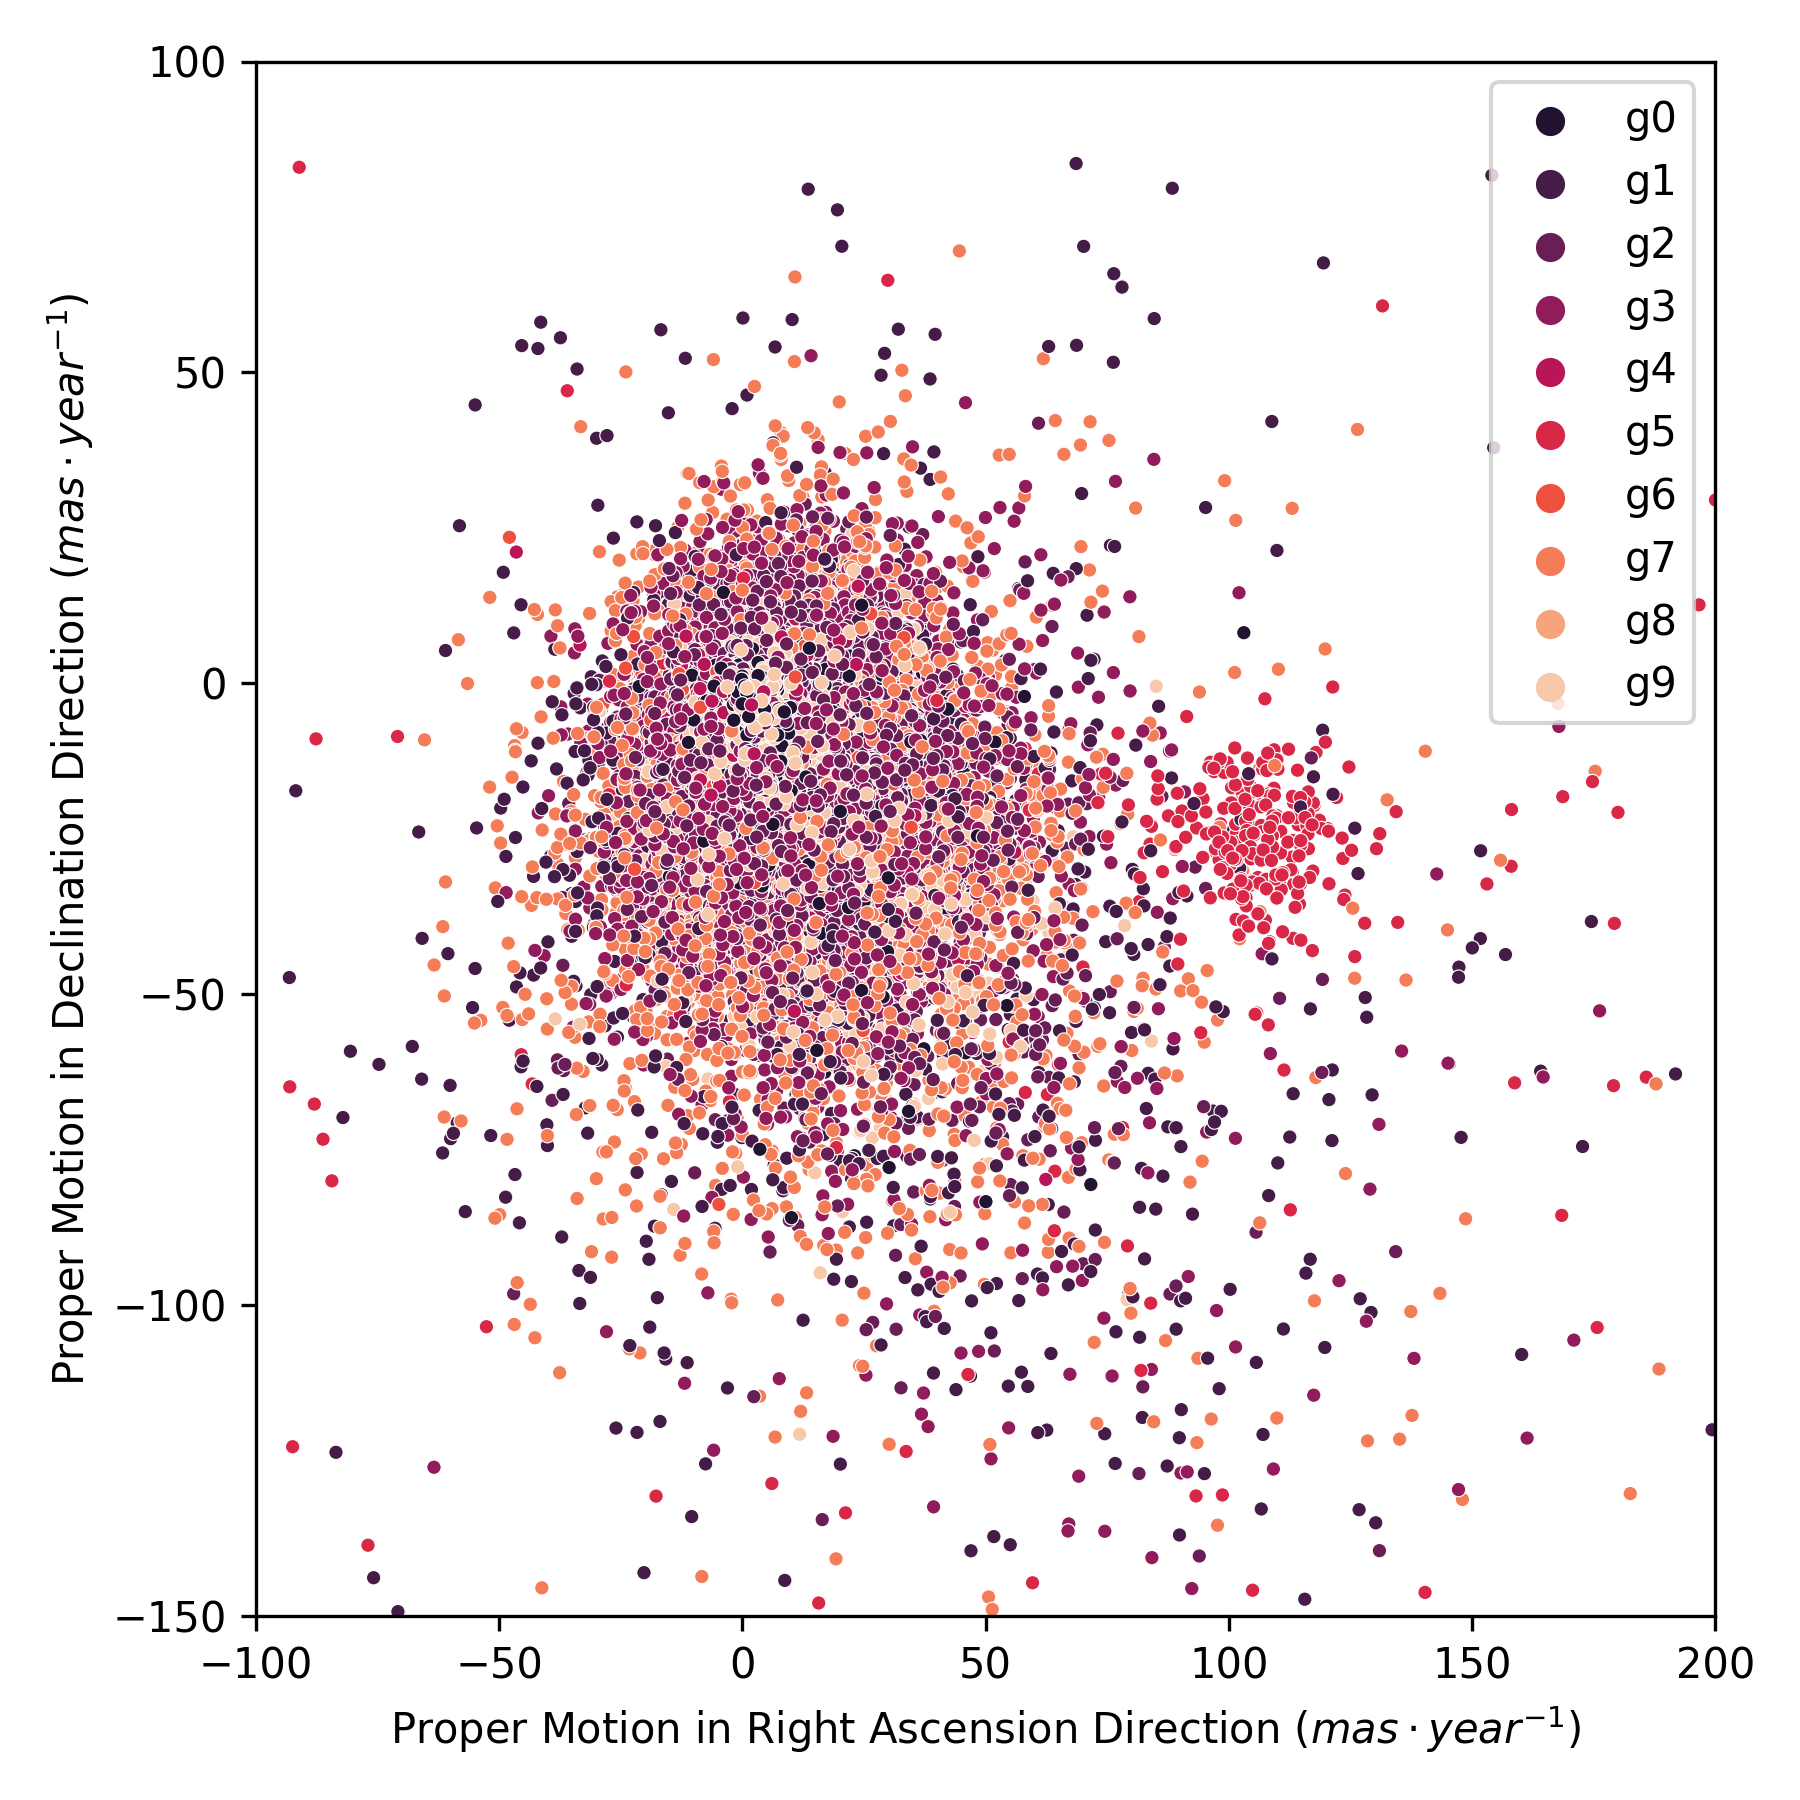 100
50
0
−50
−100
−150
−100
−50
0
50
100
150
200
Proper Motion in Declination Direction (mas · year⁻¹)
Proper Motion in Right Ascension Direction (mas · year⁻¹)
g0
g1
g2
g3
g4
g5
g6
g7
g8
g9